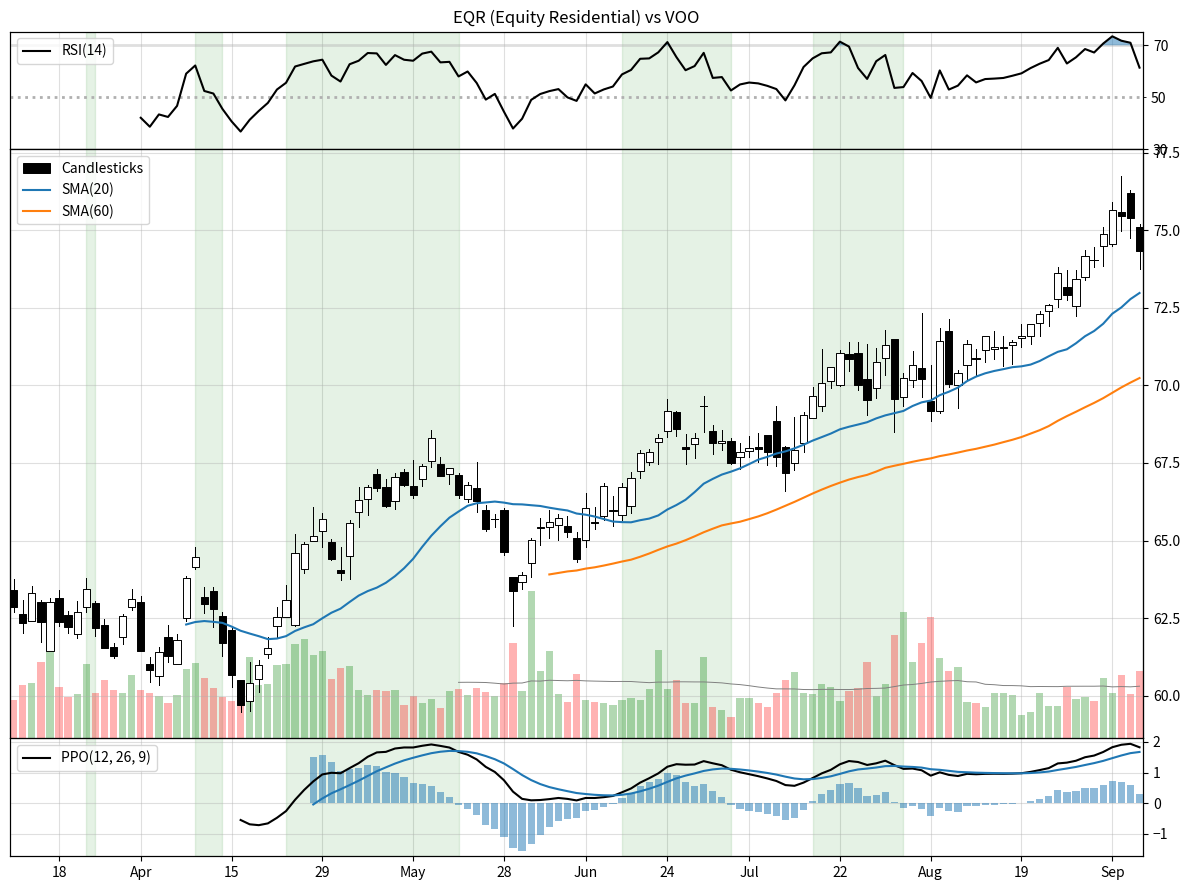 EQR (Equity Residential) vs VOO
RSI(14)
70
50
30
77.5
Candlesticks
SMA(20)
SMA(60)
75.0
72.5
70.0
67.5
65.0
62.5
60.0
PPO(12, 26, 9)
2
1
0
−1
18 Apr 15 29 May 28 Jun 24 Jul 22 Aug 19 Sep